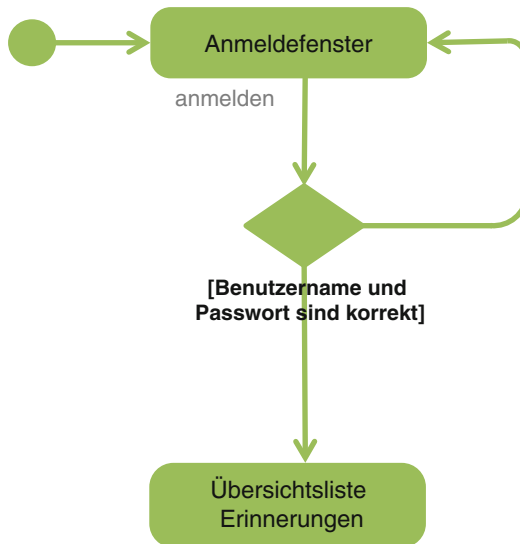 Anmeldefenster
anmelden
[Benutzername und
Passwort sind korrekt]
Übersichtsliste
Erinnerungen